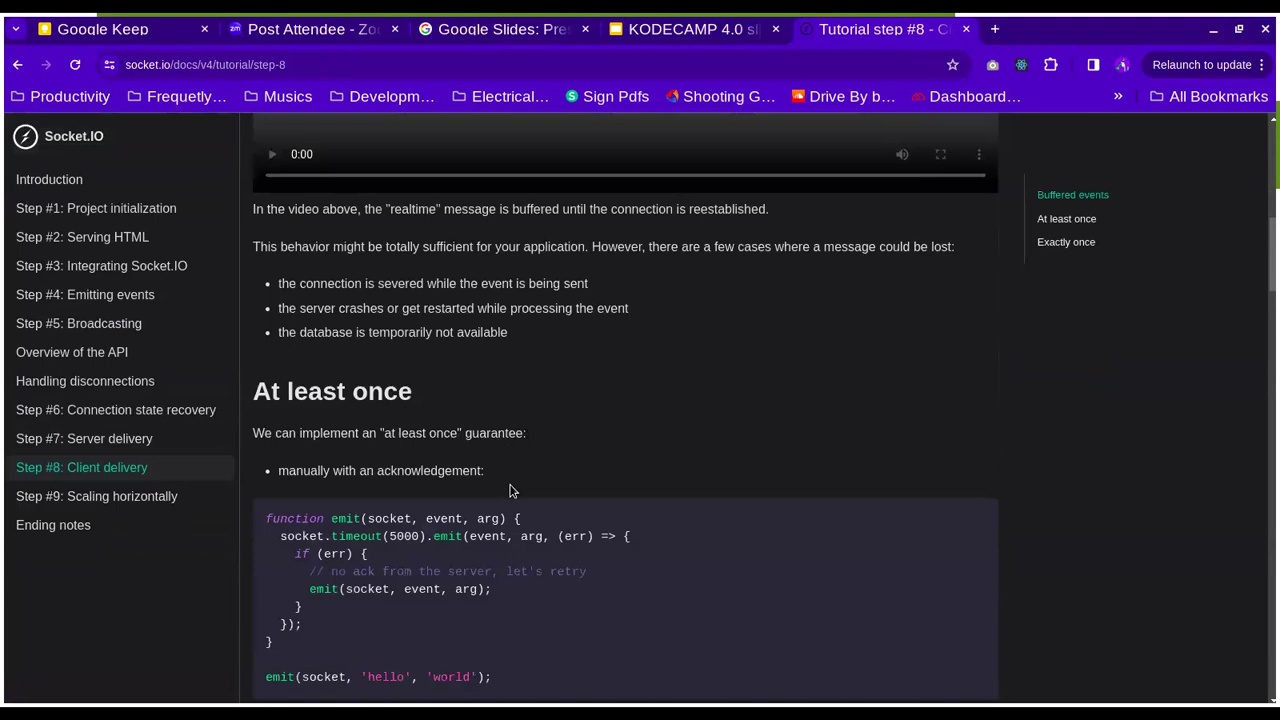 Google Keep
Post Attendee - Zo
Google Slides: Pre
KODECAMP 4.0 sl
Tutorial step #8 - C
socket.io/docs/v4/tutorial/step-8
Relaunch to update
Productivity
Frequetly…
Musics
Developm…
Electrical…
Sign Pdfs
Shooting G…
Drive By b…
Dashboard…
»
All Bookmarks
Socket.IO
Introduction
Step #1: Project initialization
Step #2: Serving HTML
Step #3: Integrating Socket.IO
Step #4: Emitting events
Step #5: Broadcasting
Overview of the API
Handling disconnections
Step #6: Connection state recovery
Step #7: Server delivery
Step #8: Client delivery
Step #9: Scaling horizontally
Ending notes
0:00
In the video above, the "realtime" message is buffered until the connection is reestablished.
This behavior might be totally sufficient for your application. However, there are a few cases where a message could be lost:
• the connection is severed while the event is being sent
• the server crashes or get restarted while processing the event
• the database is temporarily not available
At least once
We can implement an "at least once" guarantee:
• manually with an acknowledgement:
function emit(socket, event, arg) {
  socket.timeout(5000).emit(event, arg, (err) => {
    if (err) {
      // no ack from the server, let's retry
      emit(socket, event, arg);
    }
  });
}
emit(socket, 'hello', 'world');
Buffered events
At least once
Exactly once